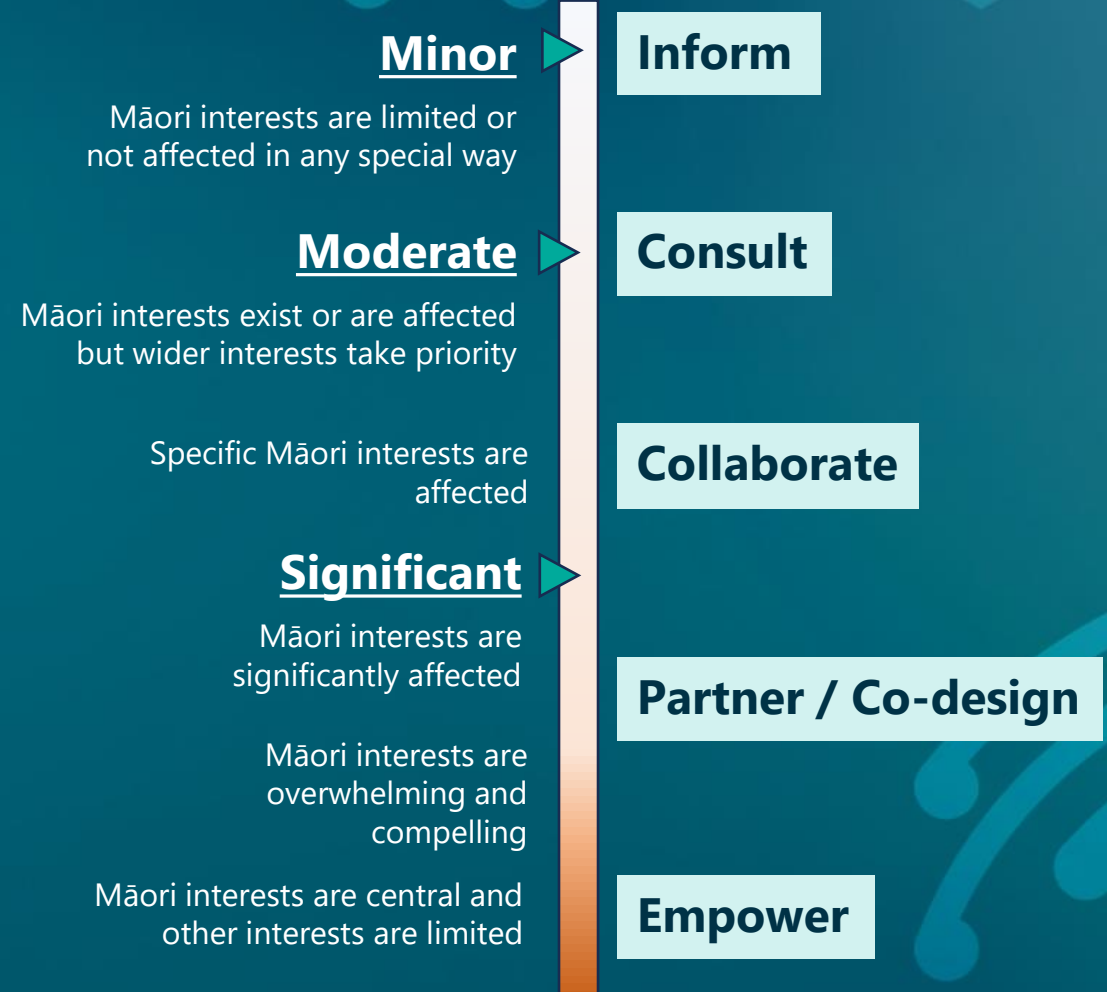 Minor
Inform
Māori interests are limited or
not affected in any special way
Moderate
Consult
Māori interests exist or are affected
but wider interests take priority
Specific Māori interests are
affected
Collaborate
Significant
Māori interests are
significantly affected
Partner / Co-design
Māori interests are
overwhelming and
compelling
Māori interests are central and
other interests are limited
Empower